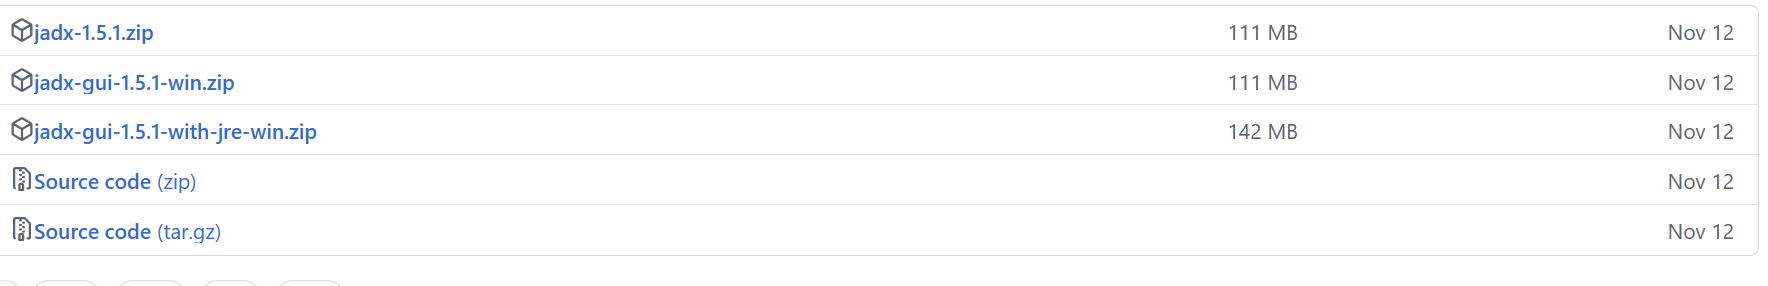 jadx-1.5.1.zip 111 MB Nov 12
jadx-gui-1.5.1-win.zip 111 MB Nov 12
jadx-gui-1.5.1-with-jre-win.zip 142 MB Nov 12
Source code (zip) Nov 12
Source code (tar.gz) Nov 12